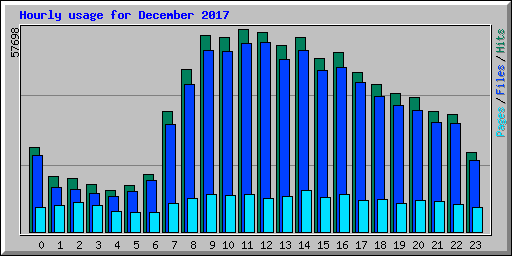 Hourly usage for December 2017
57698
Pages / Files / Hits
0 1 2 3 4 5 6 7 8 9 10 11 12 13 14 15 16 17 18 19 20 21 22 23